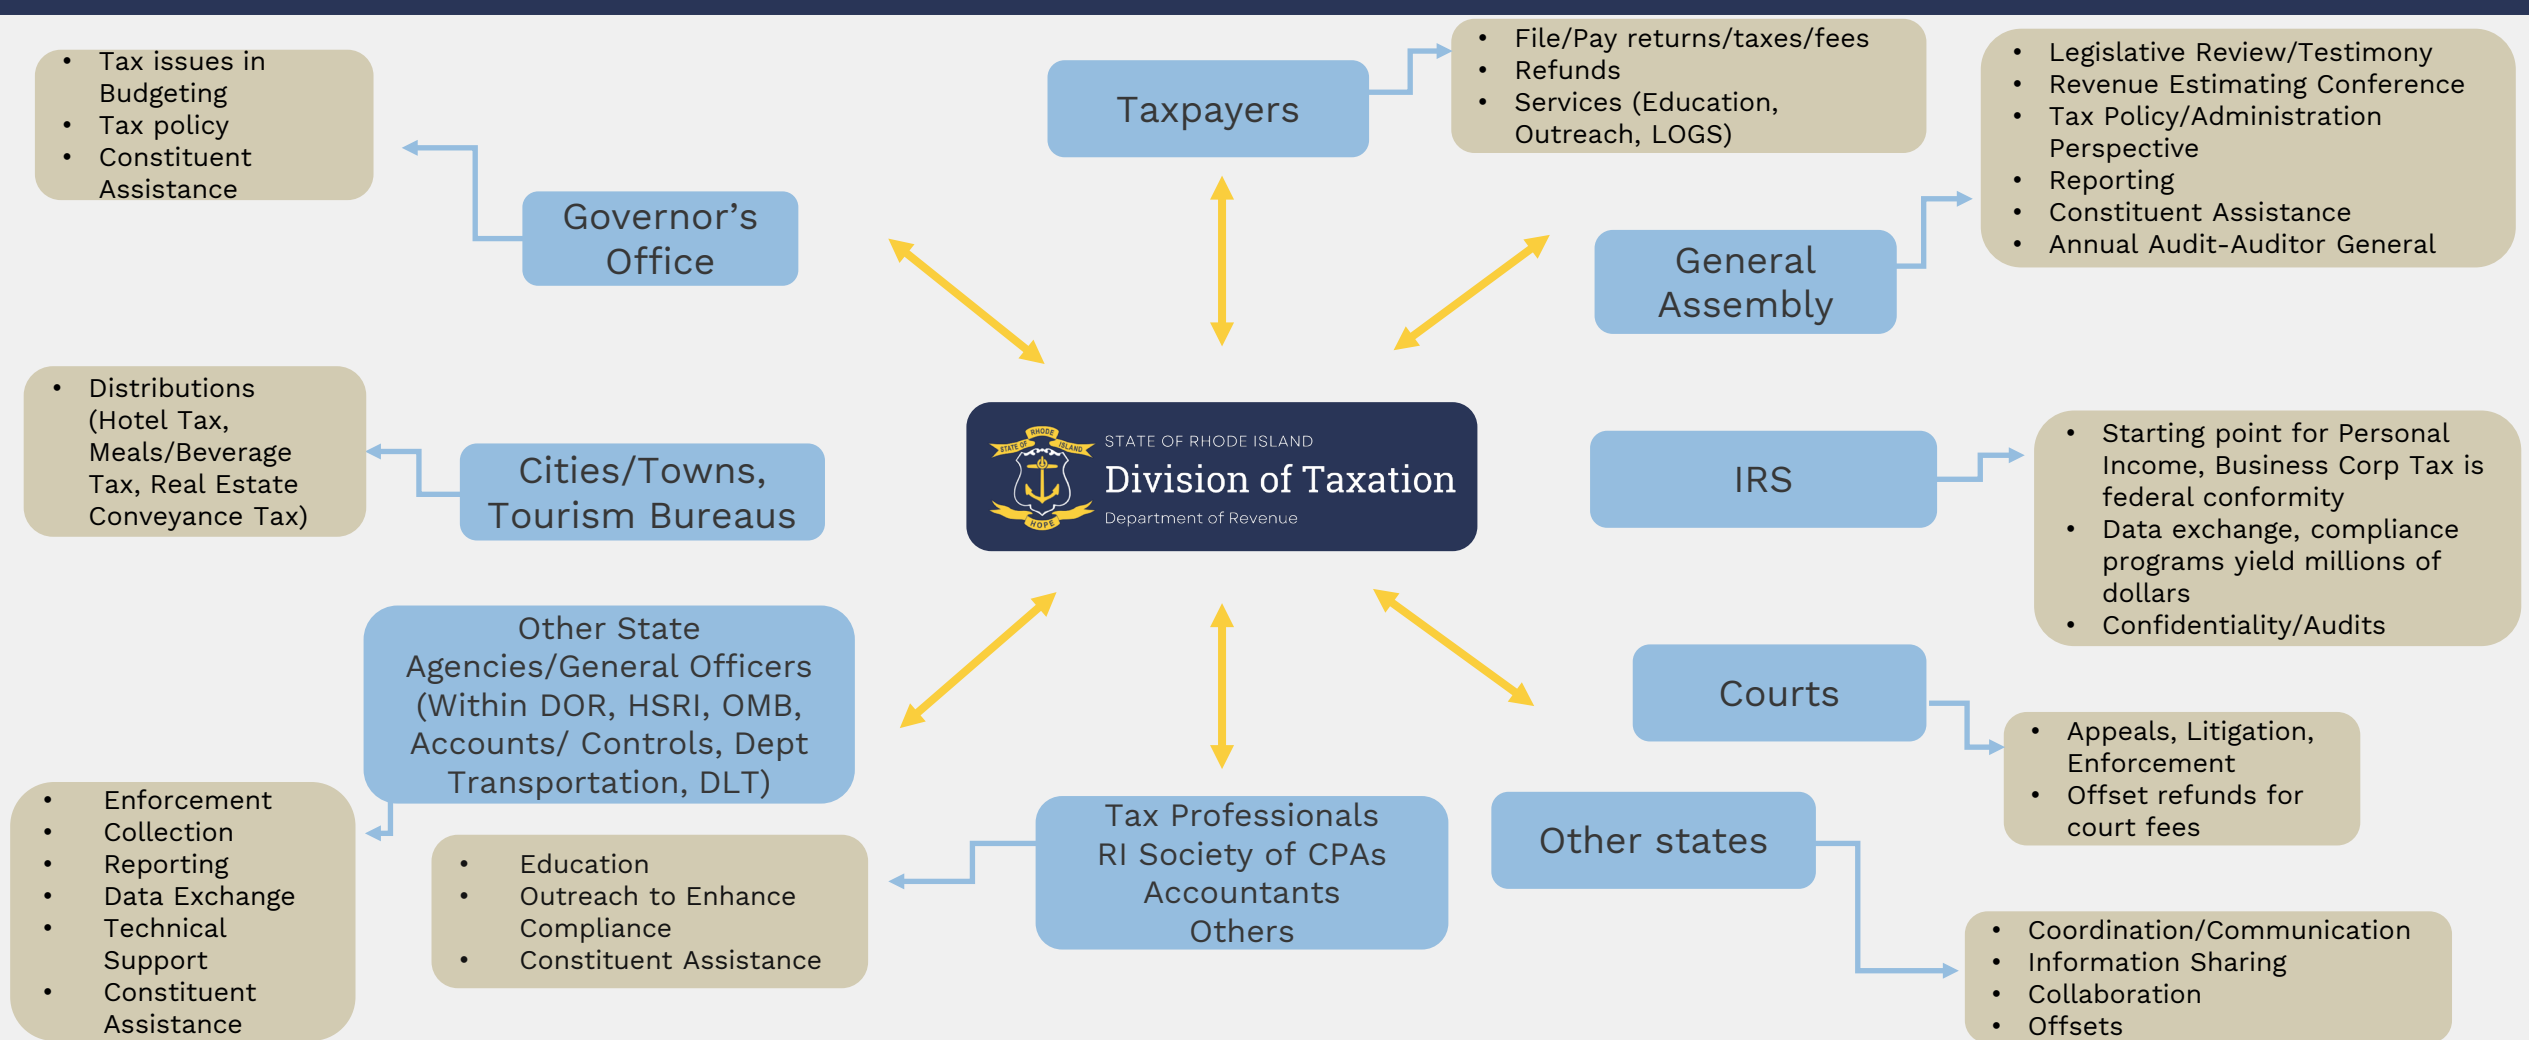 • Tax issues in
Budgeting
• Tax policy
• Constituent
Assistance
Governor’s
Office
Taxpayers
• File/Pay returns/taxes/fees
• Refunds
• Services (Education,
Outreach, LOGS)
General
Assembly
• Legislative Review/Testimony
• Revenue Estimating Conference
• Tax Policy/Administration
Perspective
• Reporting
• Constituent Assistance
• Annual Audit-Auditor General
• Distributions
(Hotel Tax,
Meals/Beverage
Tax, Real Estate
Conveyance Tax)
Cities/Towns,
Tourism Bureaus
STATE OF RHODE ISLAND
HOPE
STATE OF RHODE ISLAND
Division of Taxation
Department of Revenue
IRS
• Starting point for Personal
Income, Business Corp Tax is
federal conformity
• Data exchange, compliance
programs yield millions of
dollars
• Confidentiality/Audits
Other State
Agencies/General Officers
(Within DOR, HSRI, OMB,
Accounts/ Controls, Dept
Transportation, DLT)
• Enforcement
• Collection
• Reporting
• Data Exchange
• Technical
Support
• Constituent
Assistance
• Education
• Outreach to Enhance
Compliance
• Constituent Assistance
Tax Professionals
RI Society of CPAs
Accountants
Others
Courts
• Appeals, Litigation,
Enforcement
• Offset refunds for
court fees
Other states
• Coordination/Communication
• Information Sharing
• Collaboration
• Offsets